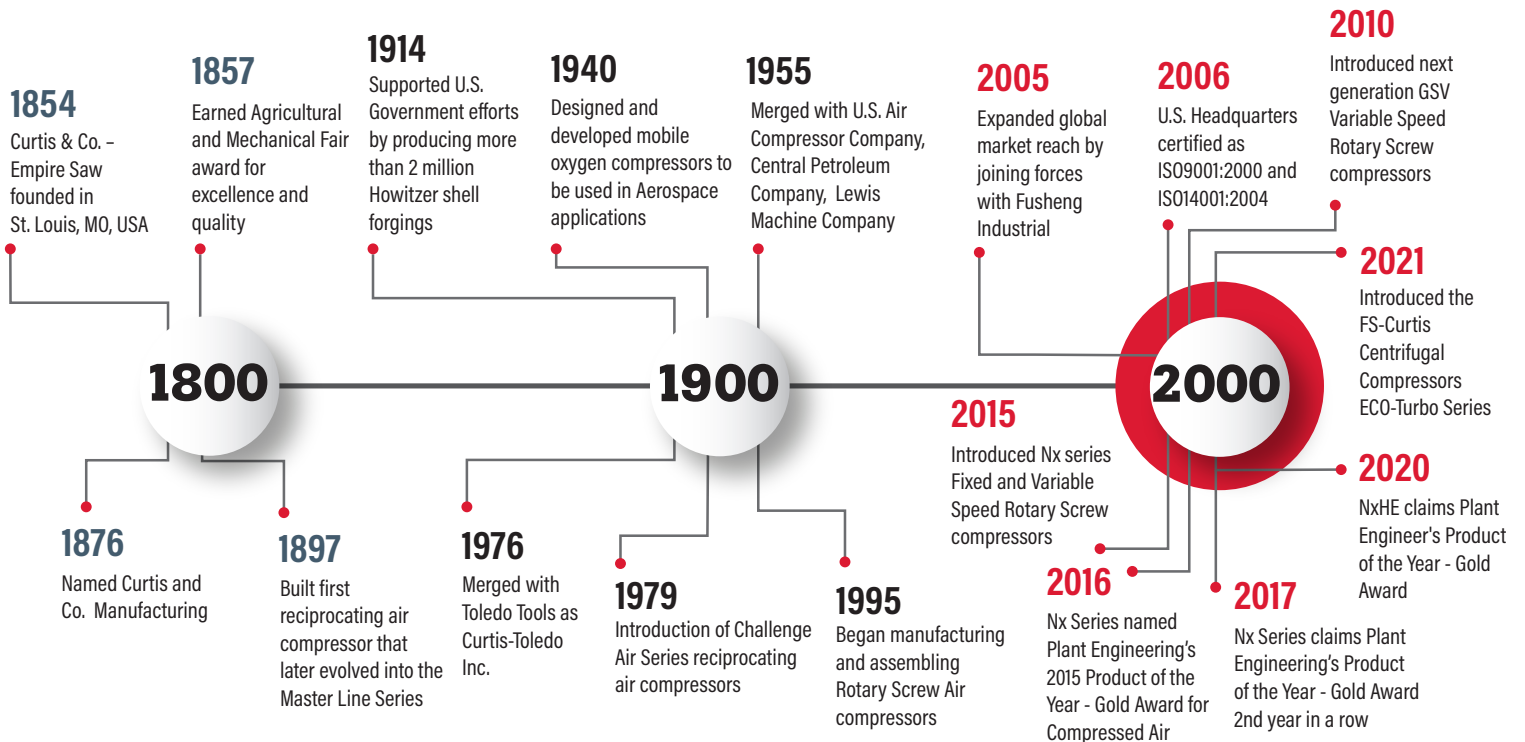 1854
Curtis & Co. –
Empire Saw
founded in
St. Louis, MO, USA
1857
Earned Agricultural
and Mechanical Fair
award for
excellence and
quality
1914
Supported U.S.
Government efforts
by producing more
than 2 million
Howitzer shell
forgings
1940
Designed and
developed mobile
oxygen compressors to
be used in Aerospace
applications
1955
Merged with U.S. Air
Compressor Company,
Central Petroleum
Company, Lewis
Machine Company
2005
Expanded global
market reach by
joining forces
with Fusheng
Industrial
2006
U.S. Headquarters
certified as
ISO9001:2000 and
ISO14001:2004
2010
Introduced next
generation GSV
Variable Speed
Rotary Screw
compressors
2021
Introduced the
FS-Curtis
Centrifugal
Compressors
ECO-Turbo Series
1800
1900
2000
1876
Named Curtis and
Co. Manufacturing
1897
Built first
reciprocating air
compressor that
later evolved into the
Master Line Series
1976
Merged with
Toledo Tools as
Curtis-Toledo
Inc.
1979
Introduction of Challenge
Air Series reciprocating
air compressors
1995
Began manufacturing
and assembling
Rotary Screw Air
compressors
2015
Introduced Nx series
Fixed and Variable
Speed Rotary Screw
compressors
2016
Nx Series named
Plant Engineering’s
2015 Product of the
Year - Gold Award for
Compressed Air
2017
Nx Series claims Plant
Engineering’s Product
of the Year - Gold Award
2nd year in a row
2020
NxHE claims Plant
Engineer's Product
of the Year - Gold
Award